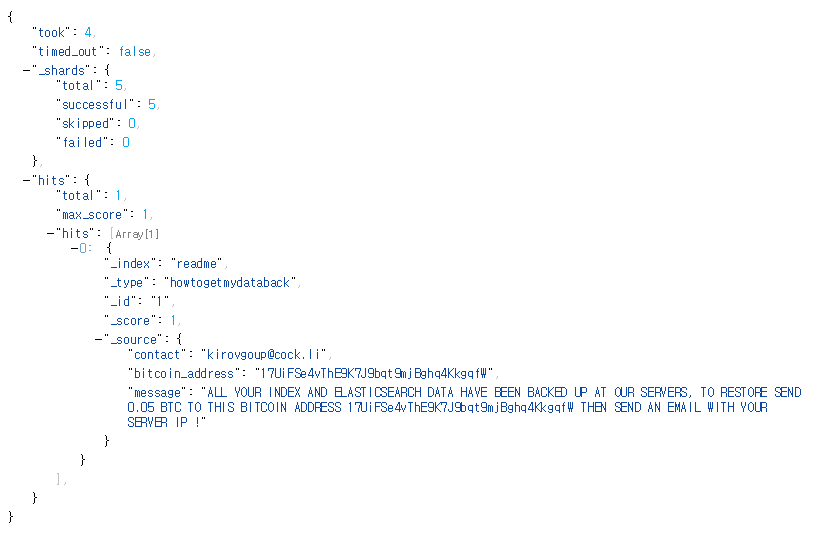 {
"took": 4,
"timed_out": false,
–"_shards": {
"total": 5,
"successful": 5,
"skipped": 0,
"failed": 0
},
–"hits": {
"total": 1,
"max_score": 1,
–"hits": [Array[1]
–0: {
"_index": "readme",
"_type": "howtogetmydataback",
"_id": "1",
"_score": 1,
–"_source": {
"contact": "kirovgoup@cock.li",
"bitcoin_address": "17UiFSe4vThE9K7J9bqt9mjBghq4KkgqfW",
"message": "ALL YOUR INDEX AND ELASTICSEARCH DATA HAVE BEEN BACKED UP AT OUR SERVERS, TO RESTORE SEND
0.05 BTC TO THIS BITCOIN ADDRESS 17UiFSe4vThE9K7J9bqt9mjBghq4KkgqfW THEN SEND AN EMAIL WITH YOUR
SERVER IP !"
}
}
],
}
}